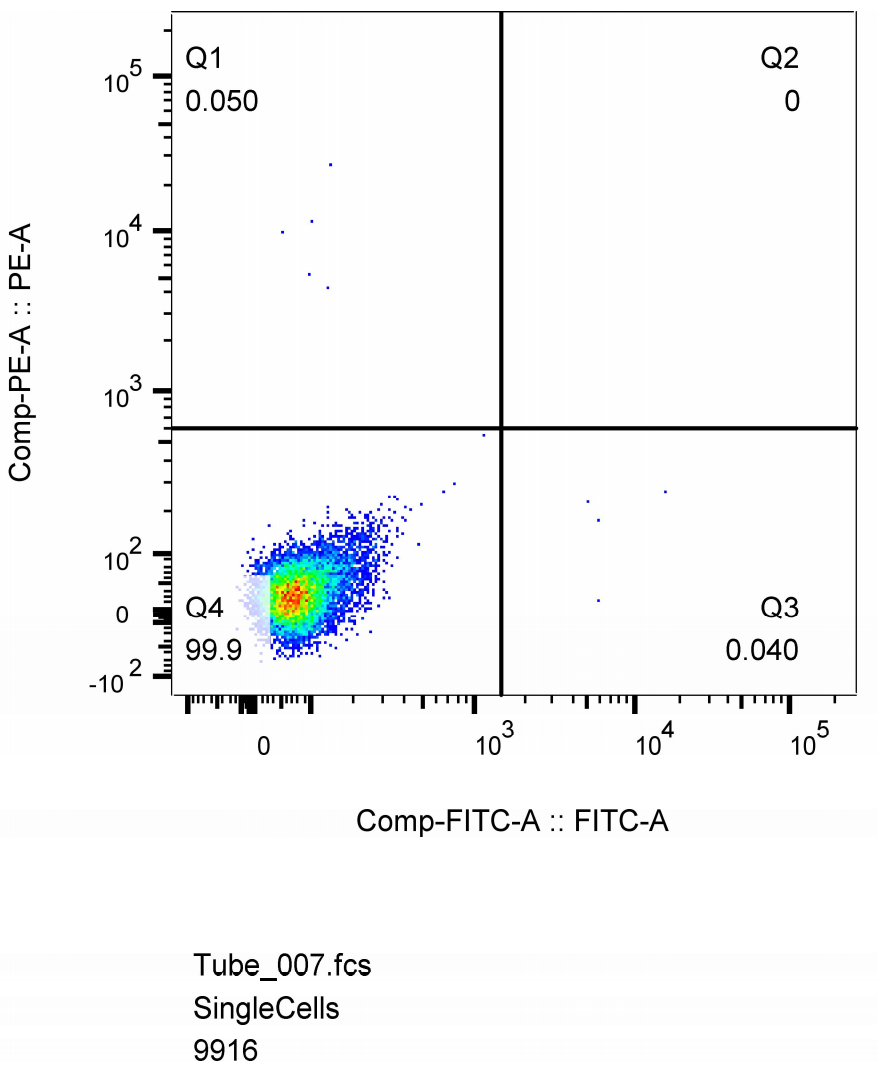 Q1
0.050
Q2
0
10^5
10^4
10^3
10^2
0
-10^2
Comp-PE-A :: PE-A
Q4
99.9
Q3
0.040
0
10^3
10^4
10^5
Comp-FITC-A :: FITC-A
Tube_007.fcs
SingleCells
9916